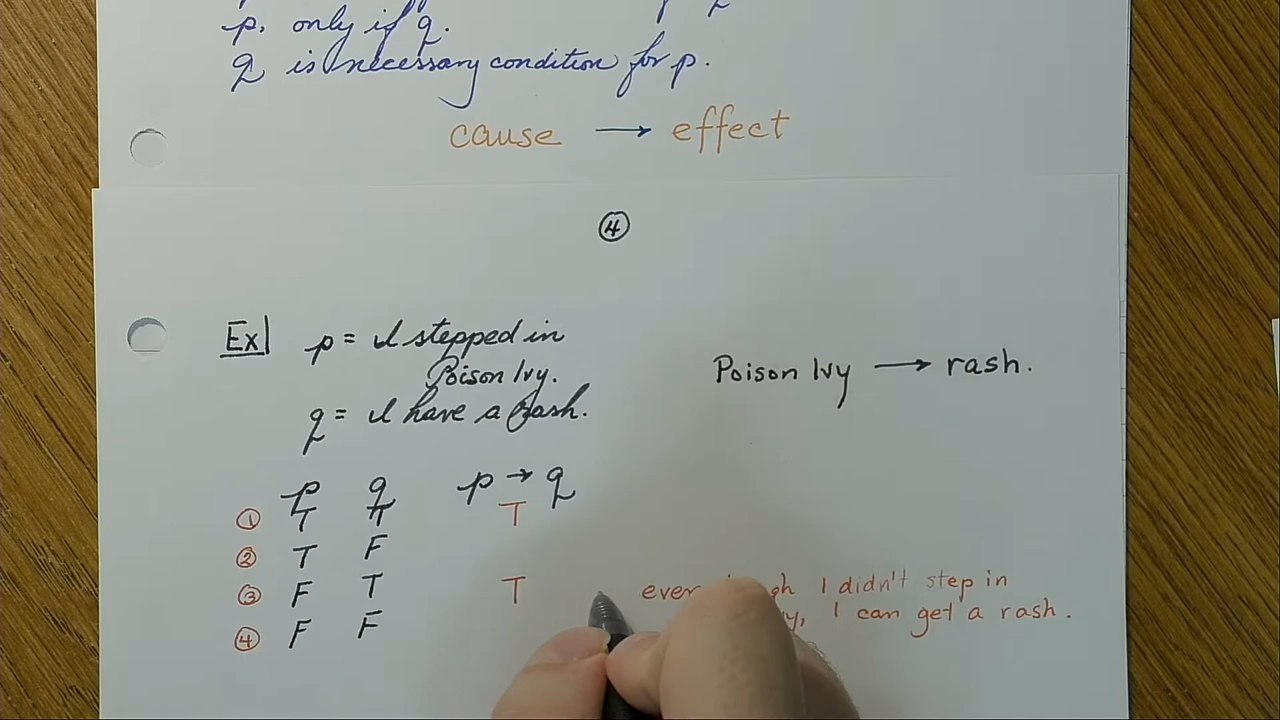 p, only if q.
q is necessary condition for p.
cause → effect
④
Ex1 p = I stepped in
Poison Ivy.
q = I have a rash.
Poison Ivy → rash.
p q p → q
① T T T
② T F
③ F T T I didn't step in
I can get a rash.
④ F F